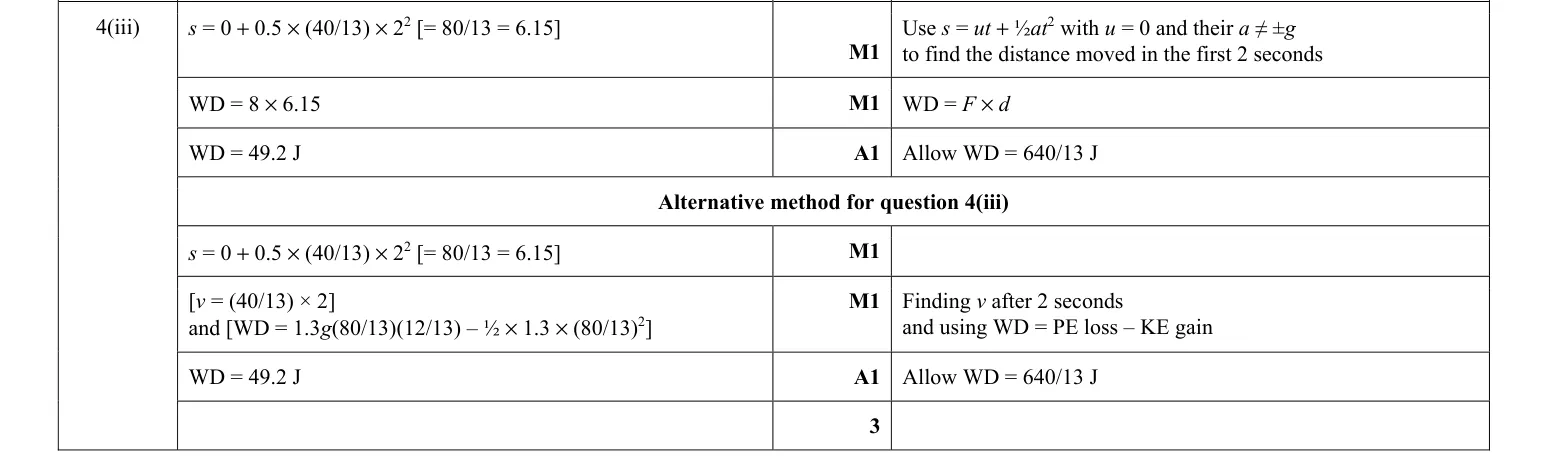 4(iii)
s = 0 + 0.5 × (40/13) × 2² [= 80/13 = 6.15]
M1
Use s = ut + ½at² with u = 0 and their a ≠ ±g
to find the distance moved in the first 2 seconds
WD = 8 × 6.15
M1
WD = F × d
WD = 49.2 J
A1
Allow WD = 640/13 J
Alternative method for question 4(iii)
s = 0 + 0.5 × (40/13) × 2² [= 80/13 = 6.15]
M1
[v = (40/13) × 2]
and [WD = 1.3g(80/13)(12/13) – ½ × 1.3 × (80/13)²]
M1
Finding v after 2 seconds
and using WD = PE loss – KE gain
WD = 49.2 J
A1
Allow WD = 640/13 J
3